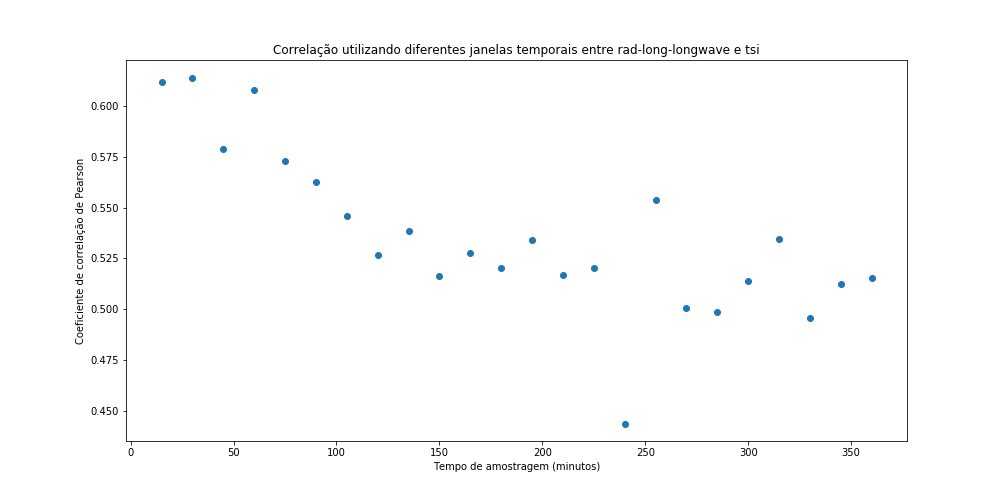 Correlação utilizando diferentes janelas temporais entre rad-long-longwave e tsi
Coeficiente de correlação de Pearson
0.600
0.575
0.550
0.525
0.500
0.475
0.450
0 50 100 150 200 250 300 350
Tempo de amostragem (minutos)